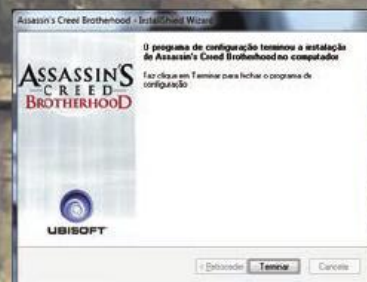 Assassin's Creed Brotherhood - InstallShield Wizard
O programa de configuração terminou a instalação
de Assassin's Creed Brotherhood no computador
Faz clique em Terminar para fechar o programa de
configuração
ASSASSIN'S
CREED
BROTHERHOOD
UBISOFT
< Retroceder
Terminar
Cancelar